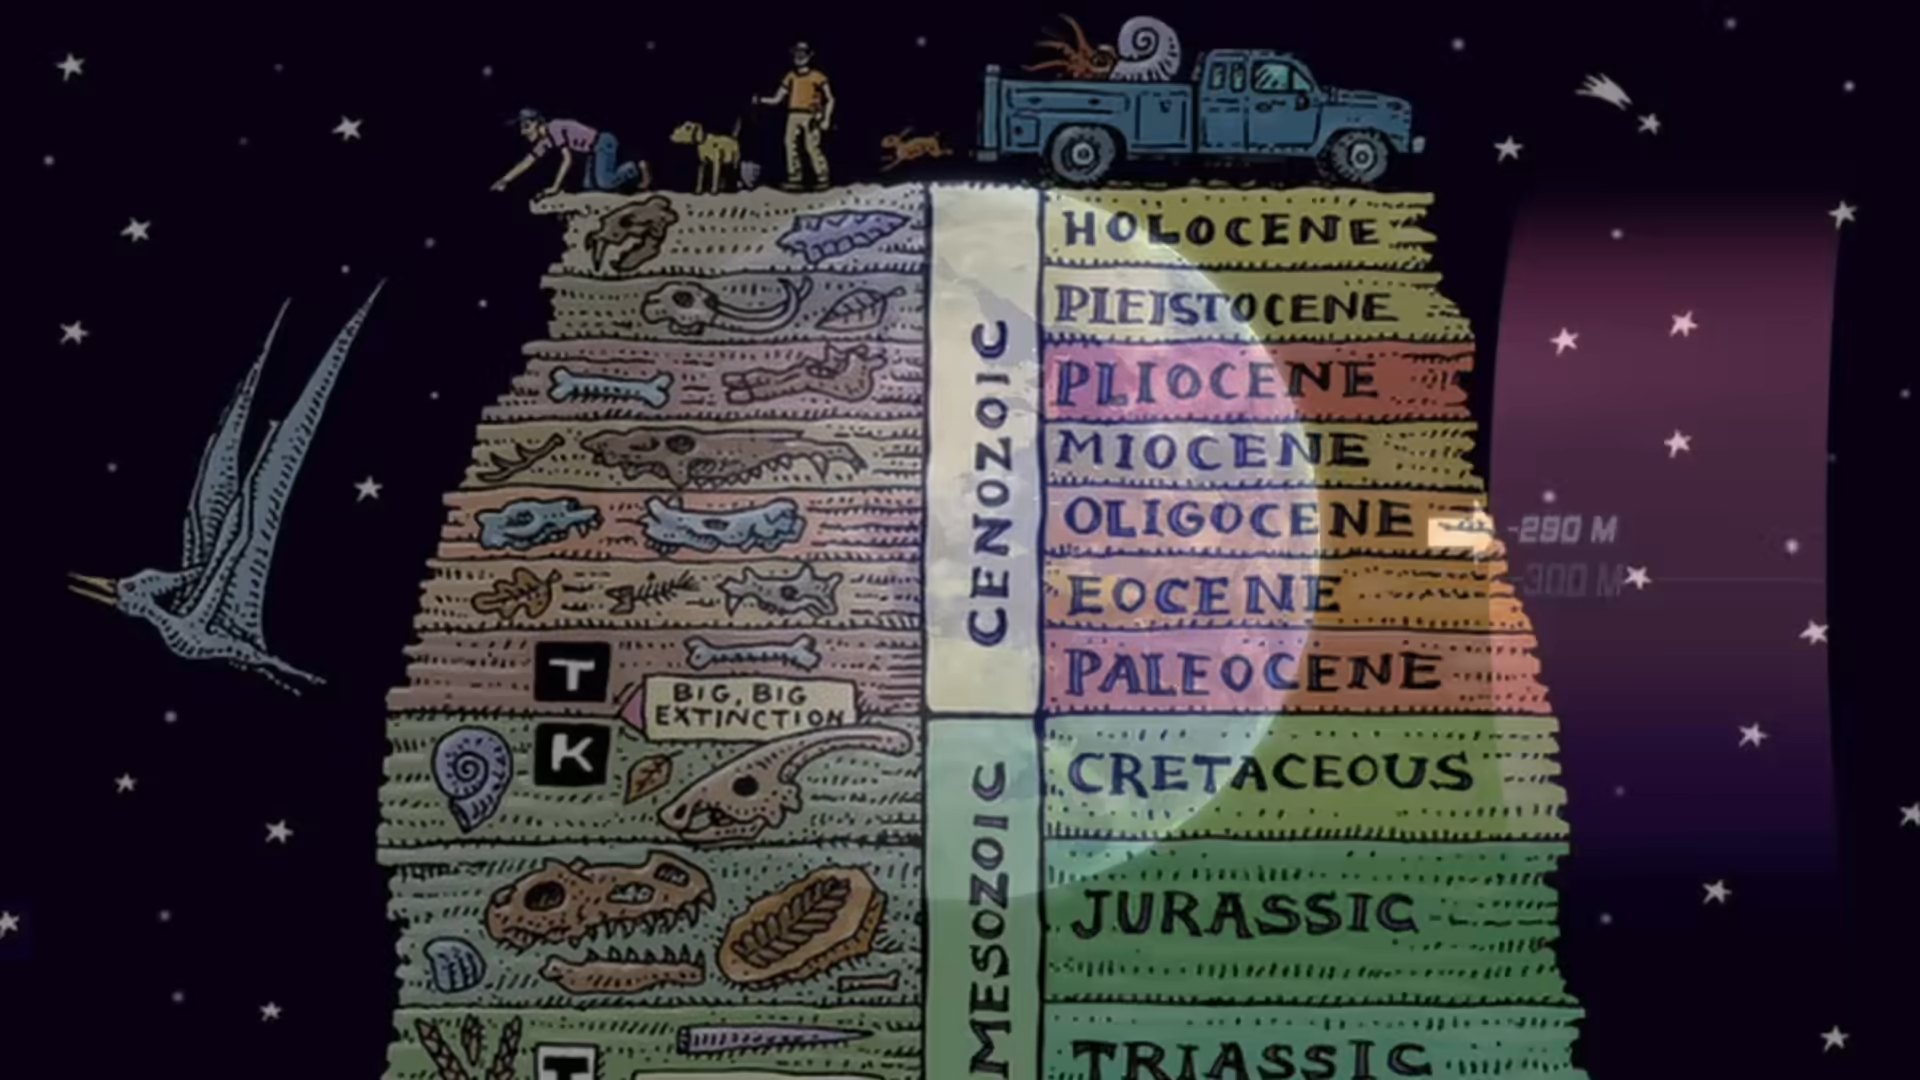 HOLOCENE
PLEISTOCENE
PLIOCENE
MIOCENE
OLIGOCENE
EOCENE
PALEOCENE
CENOZOIC
-290 M
-300 M
T
BIG, BIG
EXTINCTION
K
CRETACEOUS
JURASSIC
TRIASSIC
MESOZOIC
T